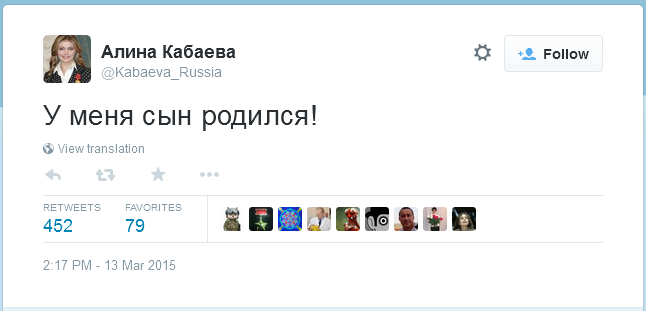 Алина Кабаева
@Kabaeva_Russia
Follow
У меня сын родился!
View translation
RETWEETS FAVORITES
452 79
2:17 PM - 13 Mar 2015